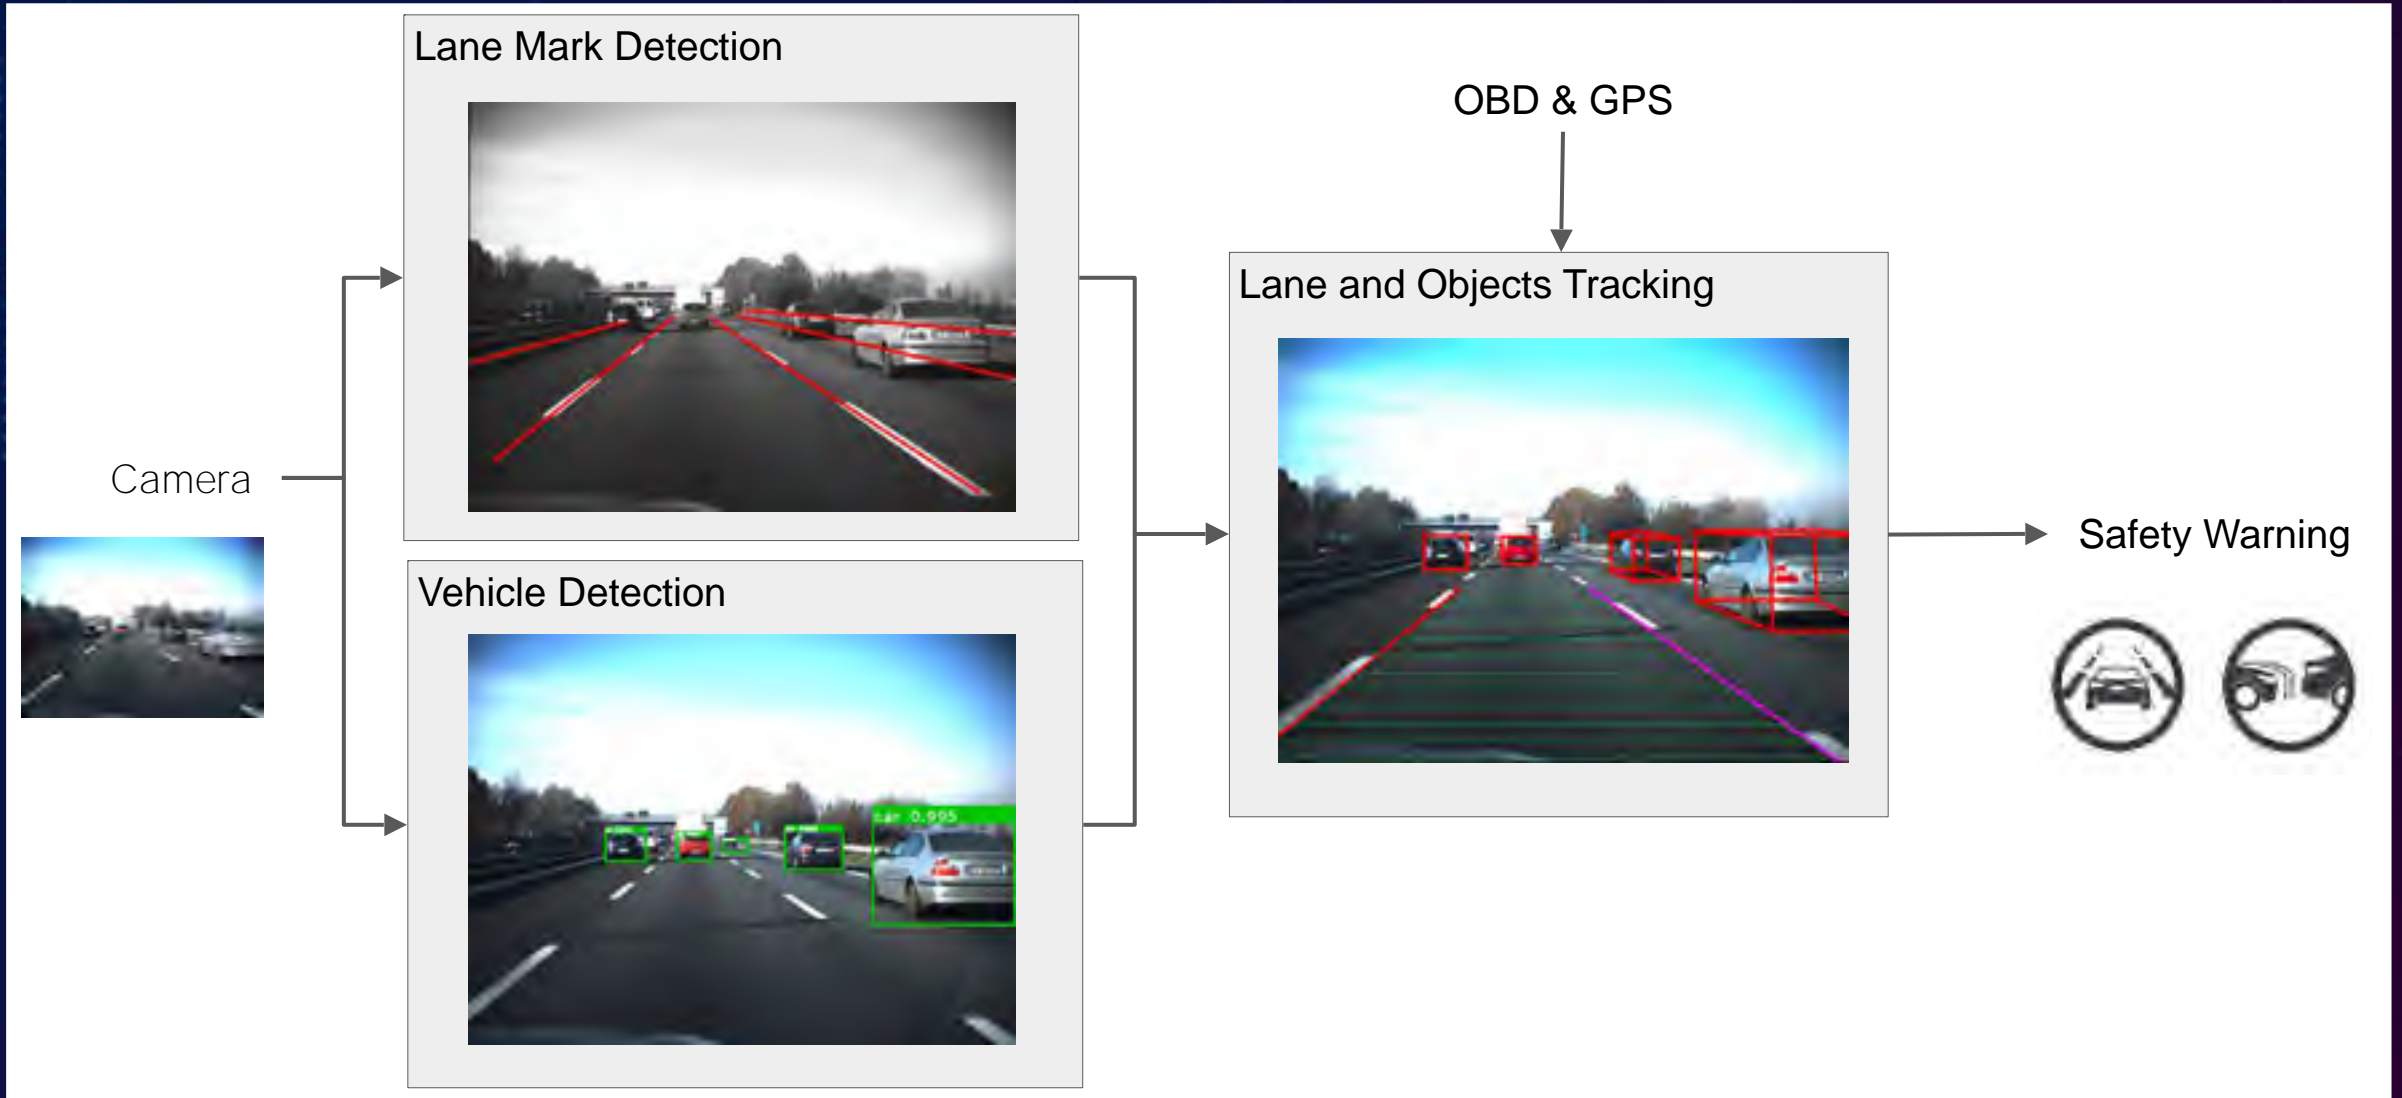 Lane Mark Detection
OBD & GPS
Lane and Objects Tracking
Camera
Safety Warning
Vehicle Detection
car 0.995